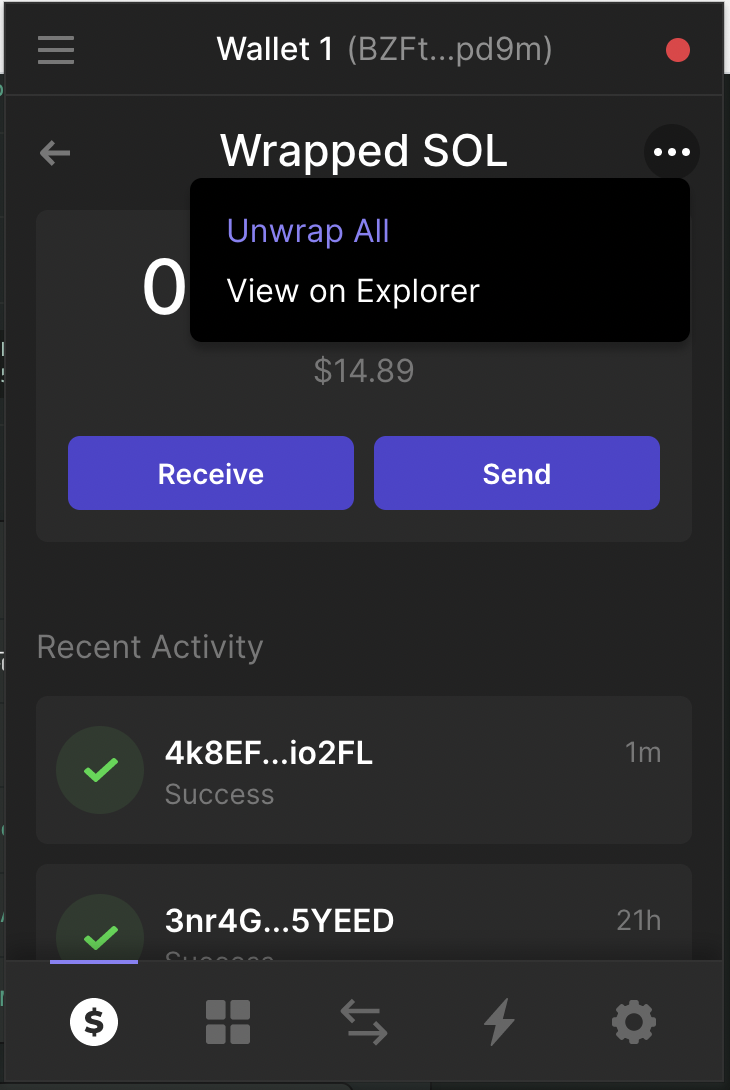 Wallet 1 (BZFt...pd9m)
Wrapped SOL
Unwrap All
View on Explorer
0
$14.89
Receive
Send
Recent Activity
4k8EF...io2FL
1m
Success
3nr4G...5YEED
21h
Success